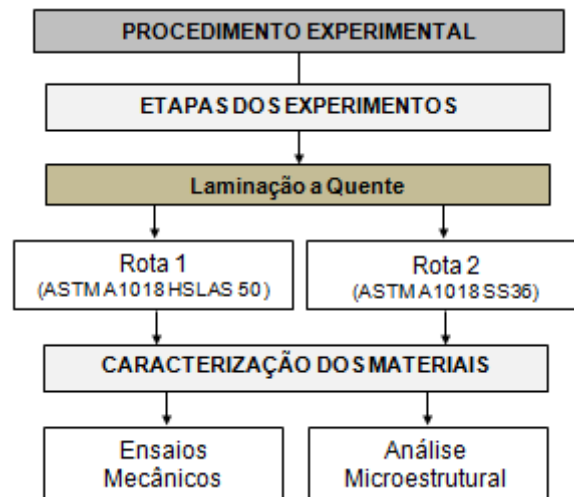 PROCEDIMENTO EXPERIMENTAL
ETAPAS DOS EXPERIMENTOS
Laminação a Quente
Rota 1
(ASTM A1018 HSLAS 50)
Rota 2
(ASTM A1018 SS36)
CARACTERIZAÇÃO DOS MATERIAIS
Ensaios
Mecânicos
Análise
Microestrutural